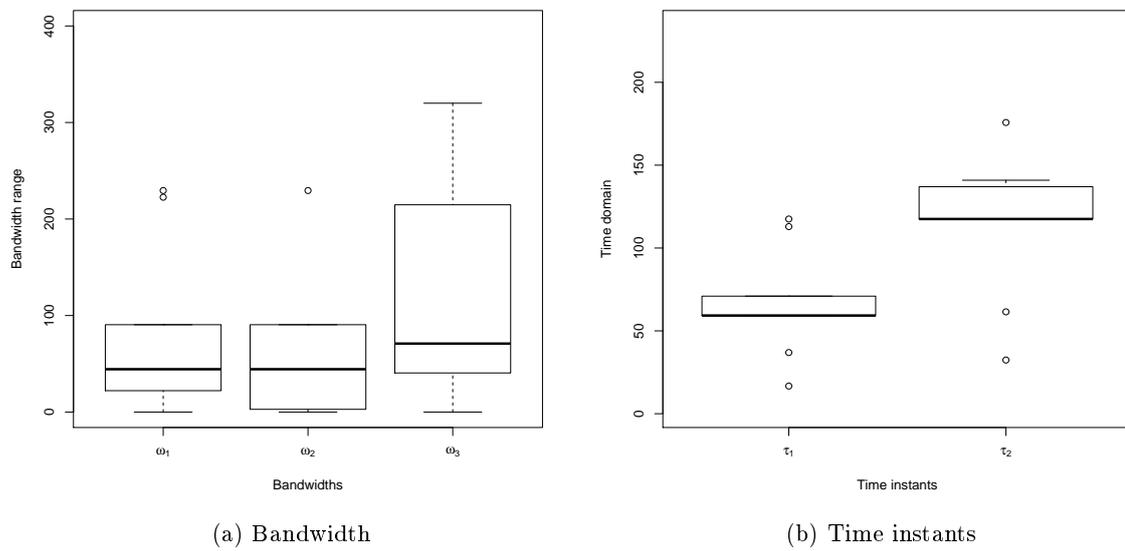 400
300
200
100
0
Bandwidth range
ω1
ω2
ω3
Bandwidths
(a) Bandwidth
200
150
100
50
0
Time domain
τ1
τ2
Time instants
(b) Time instants